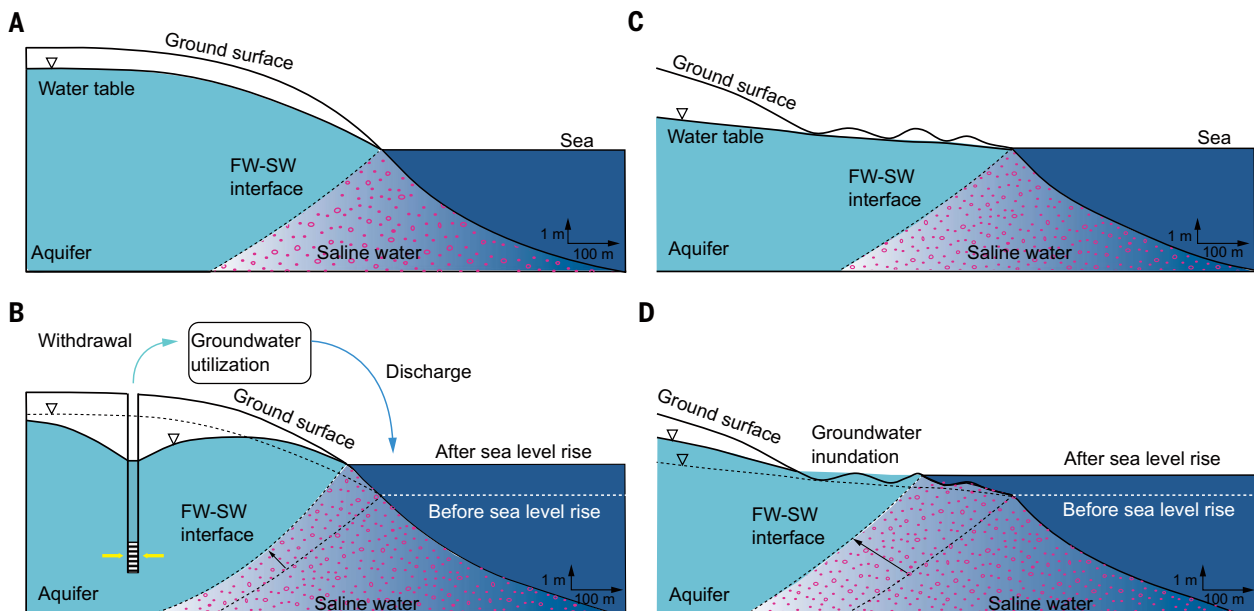 A
Ground surface
Water table
Sea
FW-SW
interface
Aquifer
Saline water
1 m
100 m
C
Ground surface
Water table
Sea
FW-SW
interface
Aquifer
Saline water
1 m
100 m
B
Withdrawal
Groundwater
utilization
Discharge
Ground surface
After sea level rise
Before sea level rise
FW-SW
interface
Aquifer
Saline water
1 m
100 m
D
Ground surface
Groundwater
inundation
After sea level rise
Before sea level rise
FW-SW
interface
Aquifer
Saline water
1 m
100 m